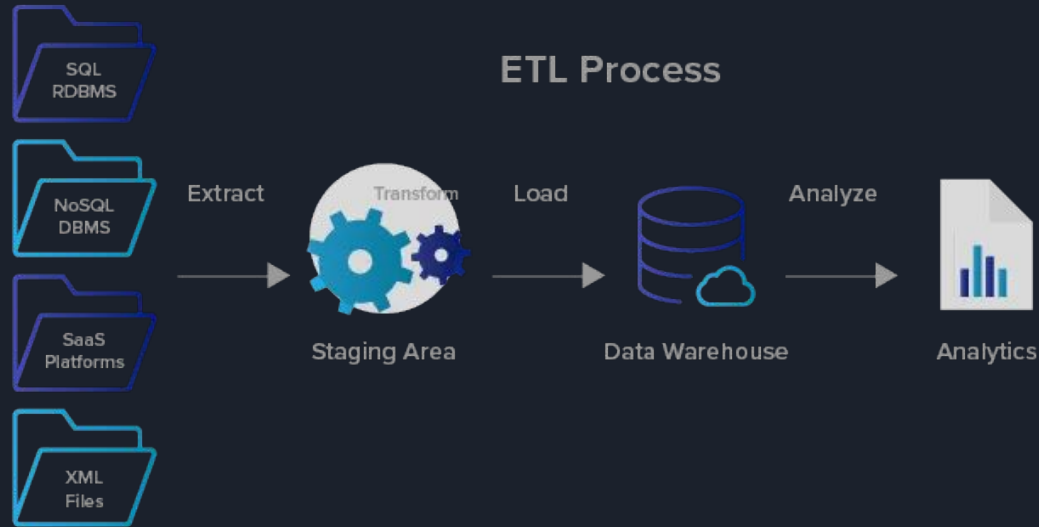 ETL Process
SQL
RDBMS
NoSQL
DBMS
SaaS
Platforms
XML
Files
Extract
Transform
Staging Area
Load
Data Warehouse
Analyze
Analytics